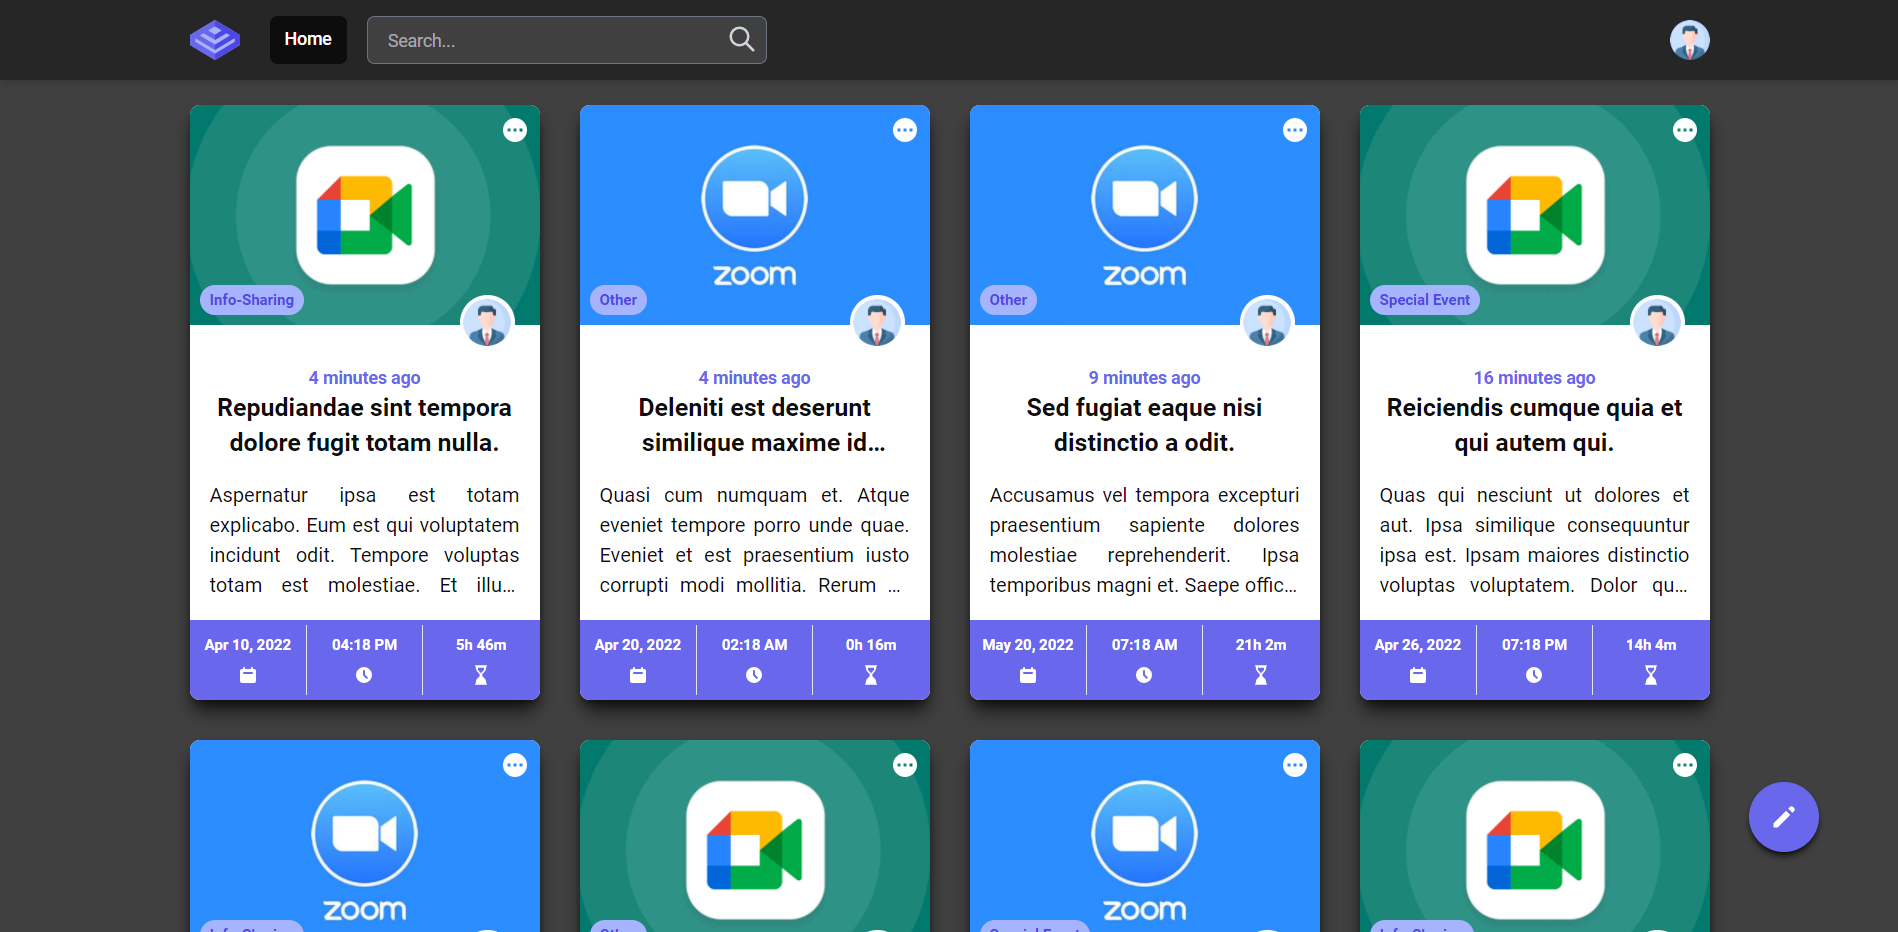 Home
Search...
Info-Sharing
4 minutes ago
Repudiandae sint tempora
dolore fugit totam nulla.
Aspernatur ipsa est totam
explicabo. Eum est qui voluptatem
incidunt odit. Tempore voluptas
totam est molestiae. Et illu...
Apr 10, 2022
04:18 PM
5h 46m
zoom
Other
4 minutes ago
Deleniti est deserunt
similique maxime id...
Quasi cum numquam et. Atque
eveniet tempore porro unde quae.
Eveniet et est praesentium iusto
corrupti modi mollitia. Rerum ...
Apr 20, 2022
02:18 AM
0h 16m
zoom
Other
9 minutes ago
Sed fugiat eaque nisi
distinctio a odit.
Accusamus vel tempora excepturi
praesentium sapiente dolores
molestiae reprehenderit. Ipsa
temporibus magni et. Saepe offic...
May 20, 2022
07:18 AM
21h 2m
Special Event
16 minutes ago
Reiciendis cumque quia et
qui autem qui.
Quas qui nesciunt ut dolores et
aut. Ipsa similique consequuntur
ipsa est. Ipsam maiores distinctio
voluptas voluptatem. Dolor qu...
Apr 26, 2022
07:18 PM
14h 4m
zoom
Info-Sharing
Other
zoom
Special Event
Info-Sharing